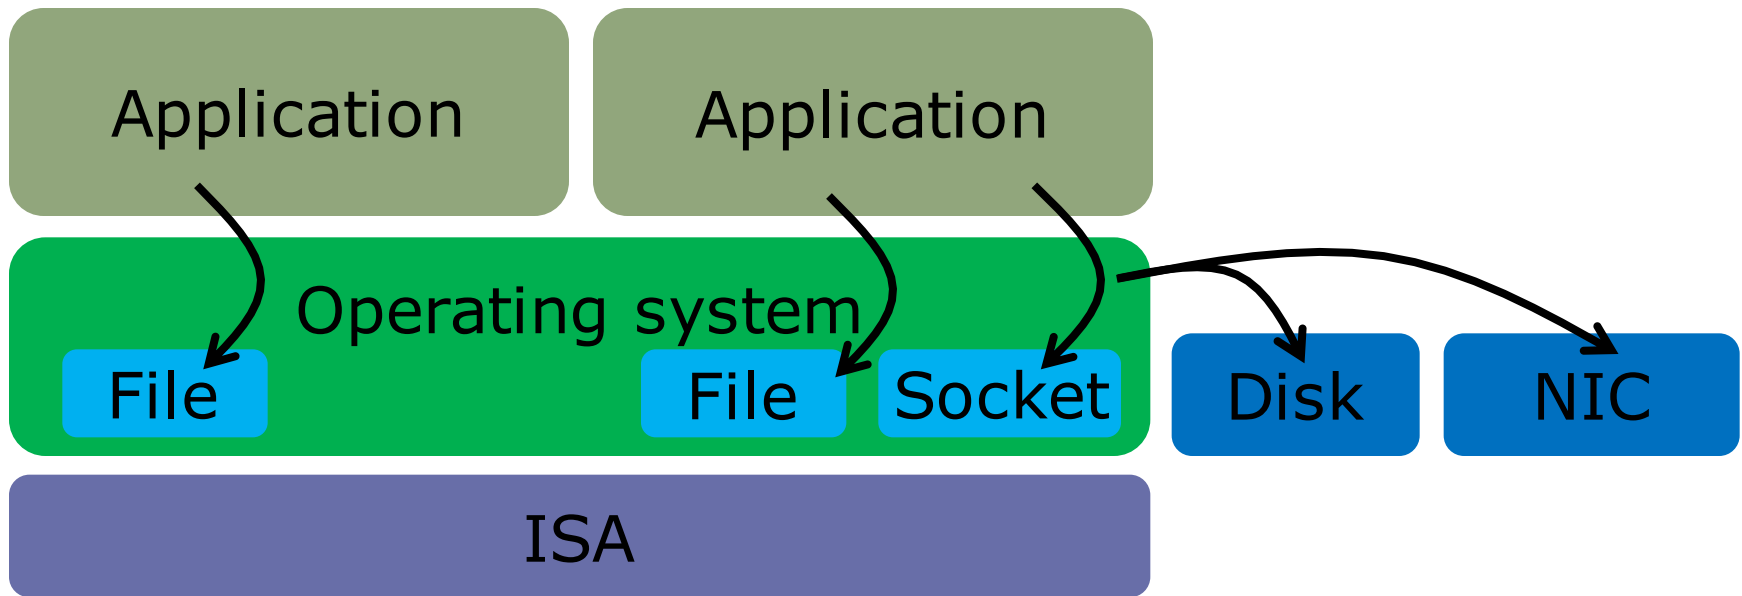 Application
Application
Operating system
File
File
Socket
Disk
NIC
ISA